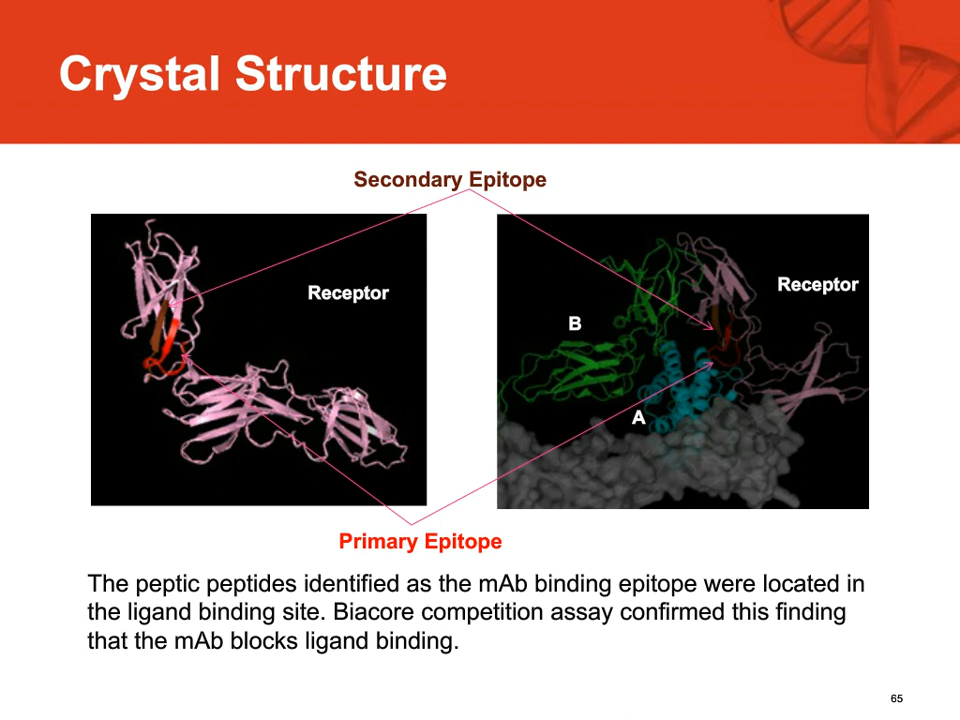 Crystal Structure
Secondary Epitope
Receptor
Receptor
B
A
Primary Epitope
The peptic peptides identified as the mAb binding epitope were located in
the ligand binding site. Biacore competition assay confirmed this finding
that the mAb blocks ligand binding.
65